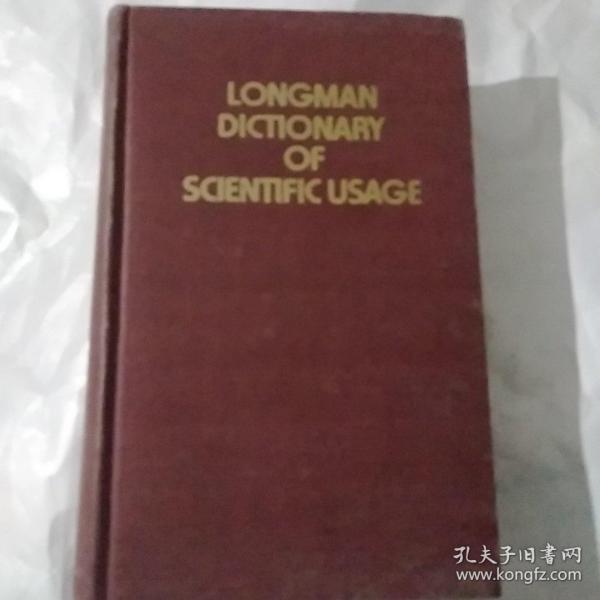 LONGMAN
DICTIONARY
OF
SCIENTIFIC USAGE
孔夫子旧书网
www.kongfz.com